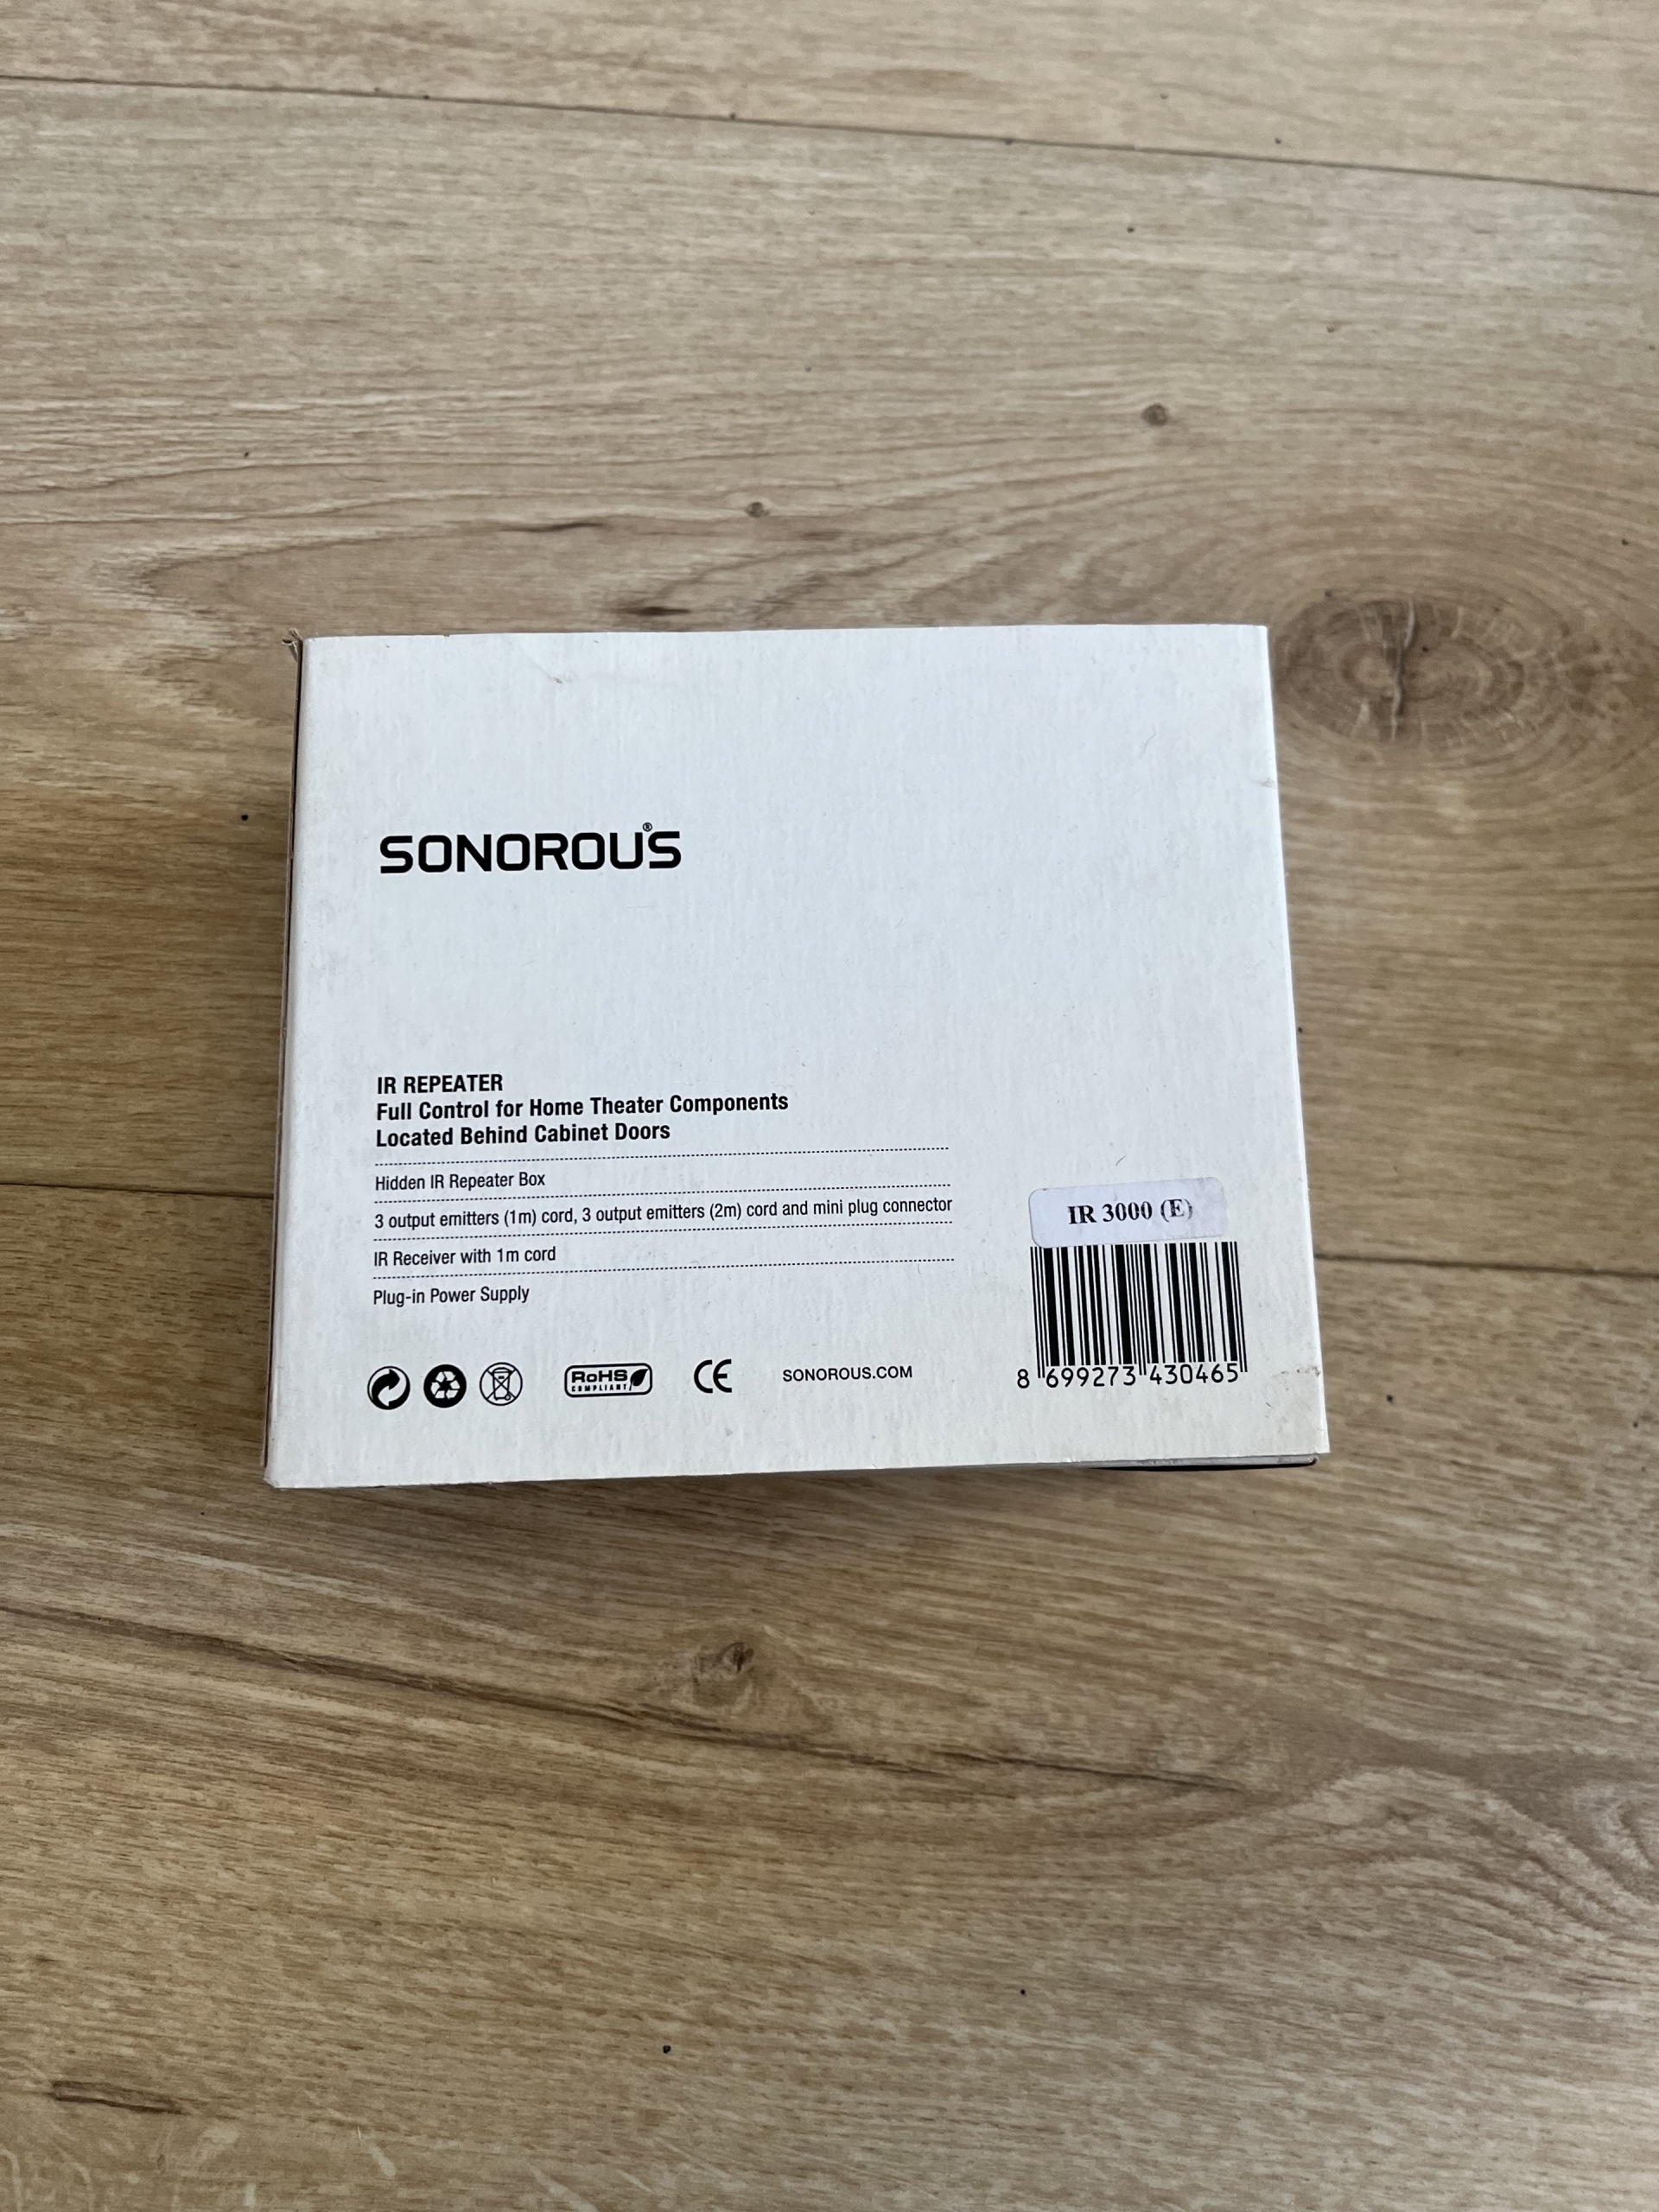 SONOROUS®
IR REPEATER
Full Control for Home Theater Components
Located Behind Cabinet Doors
Hidden IR Repeater Box
3 output emitters (1m) cord, 3 output emitters (2m) cord and mini plug connector
IR Receiver with 1m cord
Plug-in Power Supply
RoHS
COMPLIANT
CE
SONOROUS.COM
IR 3000 (E)
8 699273 430465